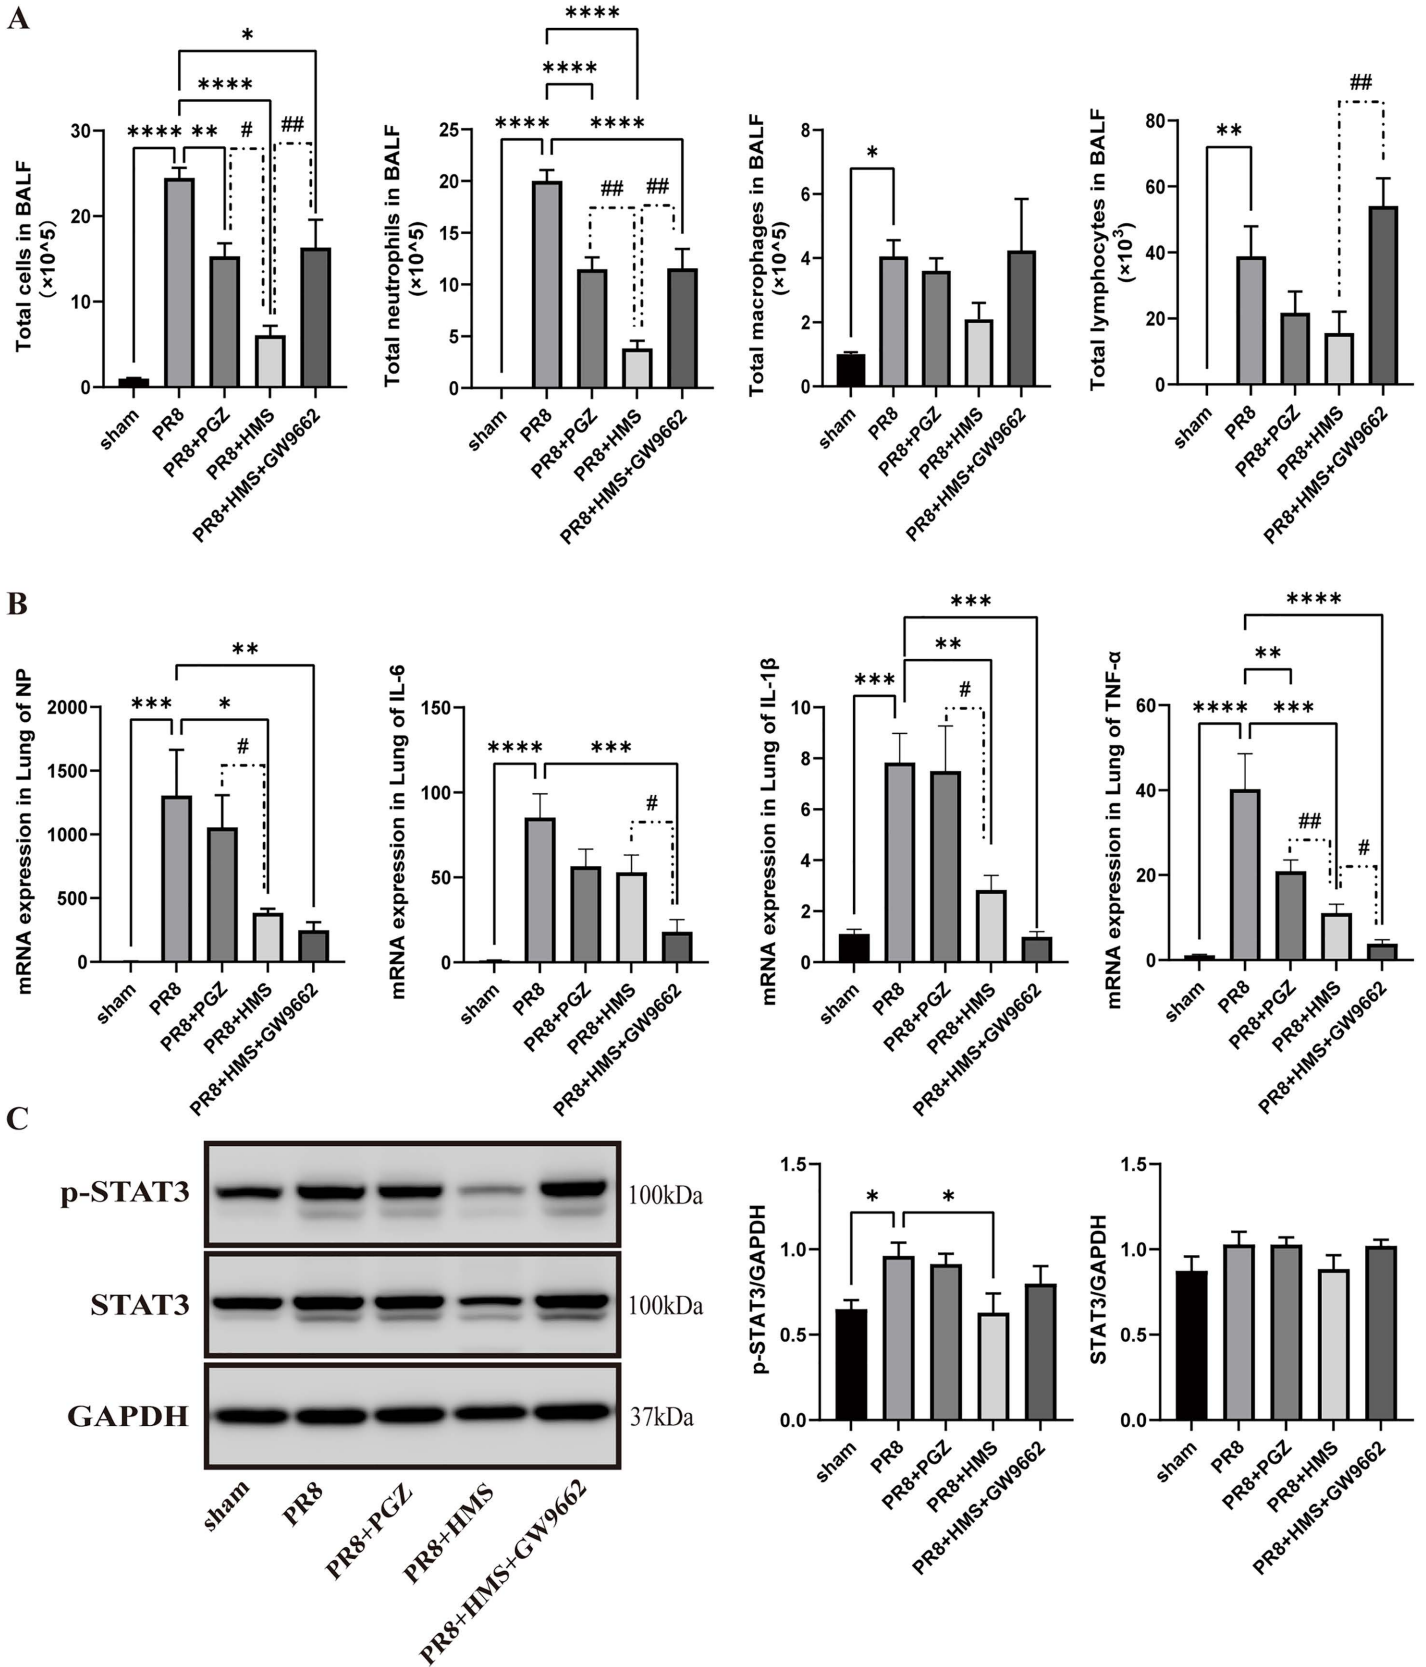 A
Total cells in BALF
(×10^5)
30
20
10
0
****
**
#
##
****
*
sham
PR8
PR8+PGZ
PR8+HMS
PR8+HMS+GW9662
Total neutrophils in BALF
(×10^5)
25
20
15
10
5
0
****
****
****
****
##
##
sham
PR8
PR8+PGZ
PR8+HMS
PR8+HMS+GW9662
Total macrophages in BALF
(×10^5)
8
6
4
2
0
*
sham
PR8
PR8+PGZ
PR8+HMS
PR8+HMS+GW9662
Total lymphocytes in BALF
(×10³)
80
60
40
20
0
**
##
sham
PR8
PR8+PGZ
PR8+HMS
PR8+HMS+GW9662
B
mRNA expression in Lung of NP
2000
1500
1000
500
0
**
***
*
#
sham
PR8
PR8+PGZ
PR8+HMS
PR8+HMS+GW9662
mRNA expression in Lung of IL-6
150
100
50
0
****
***
#
sham
PR8
PR8+PGZ
PR8+HMS
PR8+HMS+GW9662
mRNA expression in Lung of IL-1β
10
8
6
4
2
0
***
**
***
#
sham
PR8
PR8+PGZ
PR8+HMS
PR8+HMS+GW9662
mRNA expression in Lung of TNF-α
60
40
20
0
****
**
****
***
##
#
sham
PR8
PR8+PGZ
PR8+HMS
PR8+HMS+GW9662
C
p-STAT3
100kDa
STAT3
100kDa
GAPDH
37kDa
sham
PR8
PR8+PGZ
PR8+HMS
PR8+HMS+GW9662
p-STAT3/GAPDH
1.5
1.0
0.5
0.0
*
*
sham
PR8
PR8+PGZ
PR8+HMS
PR8+HMS+GW9662
STAT3/GAPDH
1.5
1.0
0.5
0.0
sham
PR8
PR8+PGZ
PR8+HMS
PR8+HMS+GW9662